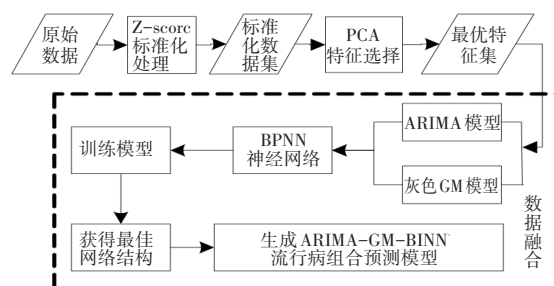 原始
数据
Z-scorc
标准化
处理
标准
化数
据集
PCA
特征选择
最优特
征集
ARIMA模型
BPNN
神经网络
训练模型
灰色GM模型
数据融合
获得最佳
网络结构
生成ARIMA-GM-BINN
流行病组合预测模型